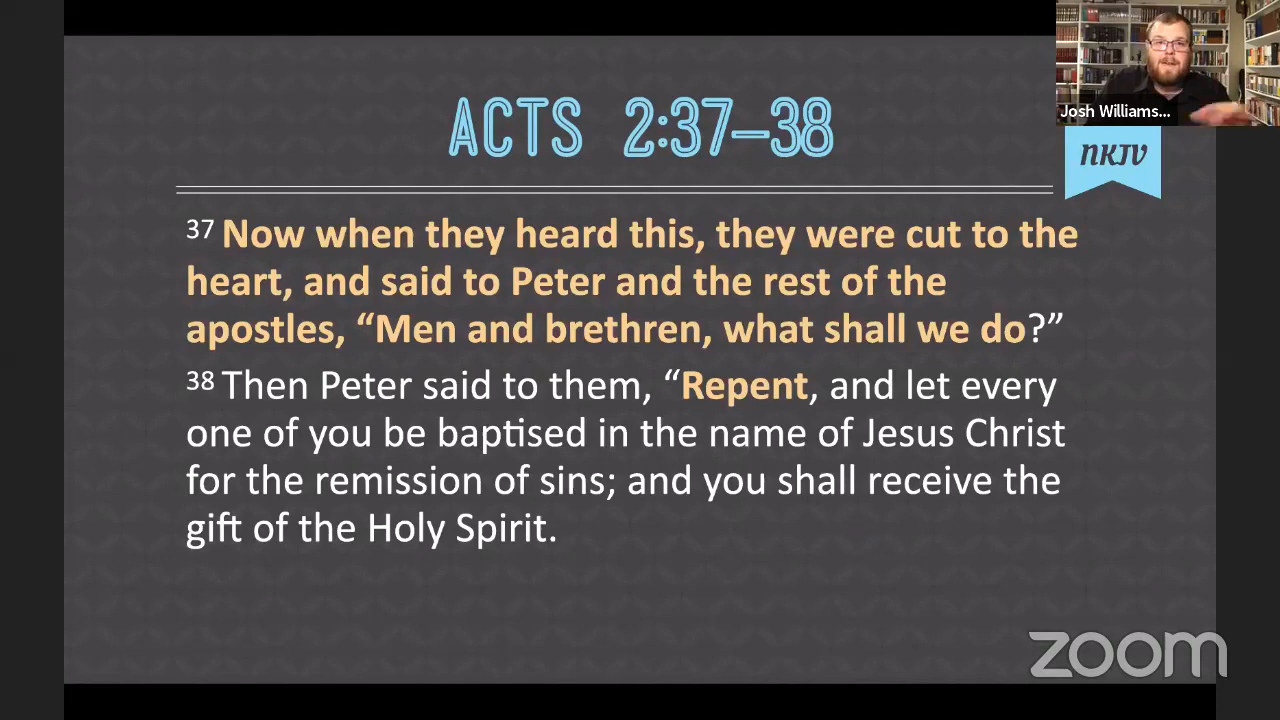 ACTS 2:37–38
Josh Williams...
NKJV
37 Now when they heard this, they were cut to the
heart, and said to Peter and the rest of the
apostles, “Men and brethren, what shall we do?”
38 Then Peter said to them, “Repent, and let every
one of you be baptised in the name of Jesus Christ
for the remission of sins; and you shall receive the
gift of the Holy Spirit.
zoom